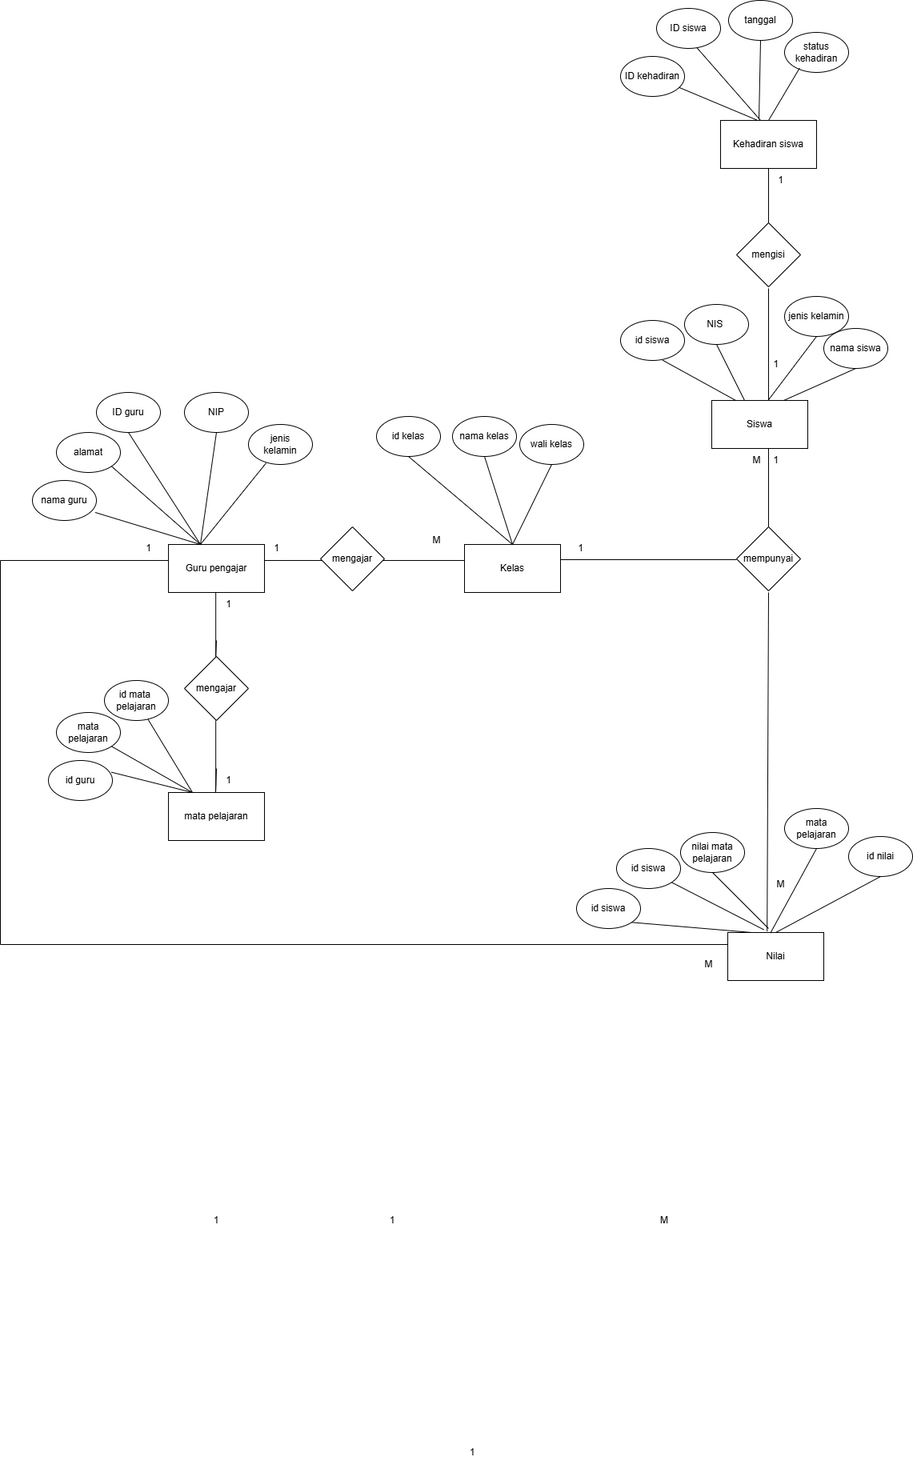 tanggal
ID siswa
status
kehadiran
ID kehadiran
Kehadiran siswa
1
mengisi
jenis kelamin
NIS
id siswa
nama siswa
1
Siswa
M
1
ID guru
NIP
jenis
kelamin
alamat
nama guru
id kelas
nama kelas
wali kelas
1
1
M
1
Guru pengajar
mengajar
Kelas
mempunyai
1
mengajar
id mata
pelajaran
mata
pelajaran
id guru
1
mata pelajaran
mata
pelajaran
nilai mata
pelajaran
id nilai
id siswa
M
id siswa
Nilai
M
1
1
M
1